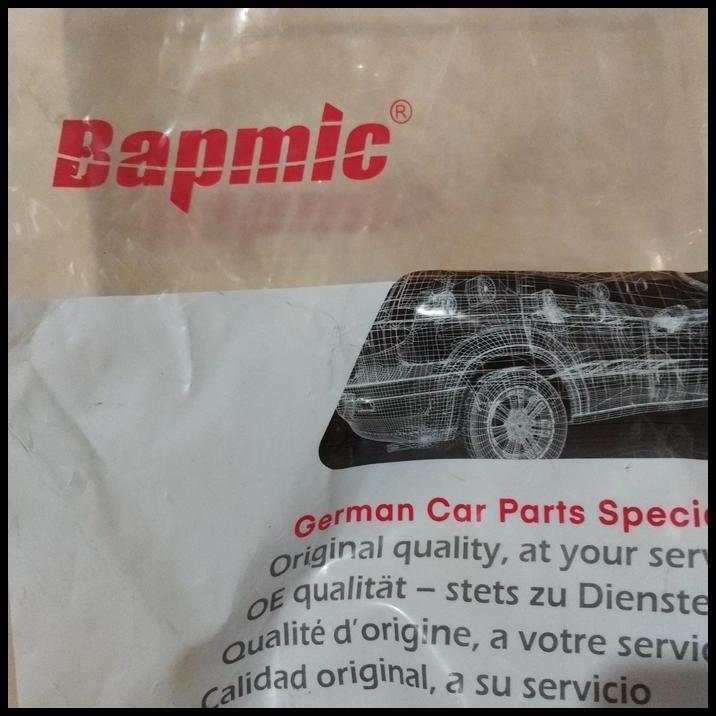 Bapmic®
German Car Parts Speci
Original quality, at your serv
OE qualität – stets zu Dienste
Qualité d'origine, a votre servic
Calidad original, a su servicio